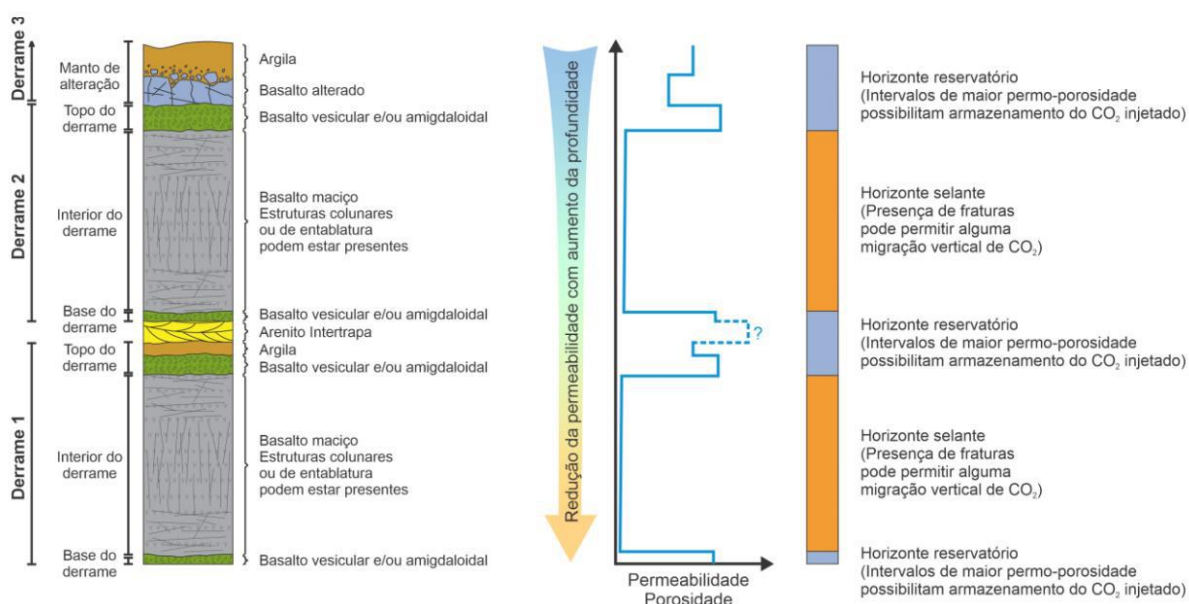 Derrame 3
Derrame 2
Derrame 1
Manto de
alteração
Topo do
derrame
Interior do
derrame
Base do
derrame
Topo do
derrame
Interior do
derrame
Base do
derrame
Argila
Basalto alterado
Basalto vesicular e/ou amigdaloidal
Basalto maciço
Estruturas colunares
ou de entablatura
podem estar presentes
Basalto vesicular e/ou amigdaloidal
Arenito Intertrapa
Argila
Basalto vesicular e/ou amigdaloidal
Basalto maciço
Estruturas colunares
ou de entablatura
podem estar presentes
Basalto vesicular e/ou amigdaloidal
Redução da permeabilidade com aumento da profundidade
?
Permeabilidade
Porosidade
Horizonte reservatório
(Intervalos de maior permo-porosidade
possibilitam armazenamento do CO₂ injetado)
Horizonte selante
(Presença de fraturas
pode permitir alguma
migração vertical de CO₂)
Horizonte reservatório
(Intervalos de maior permo-porosidade
possibilitam armazenamento do CO₂ injetado)
Horizonte selante
(Presença de fraturas
pode permitir alguma
migração vertical de CO₂)
Horizonte reservatório
(Intervalos de maior permo-porosidade
possibilitam armazenamento do CO₂ injetado)